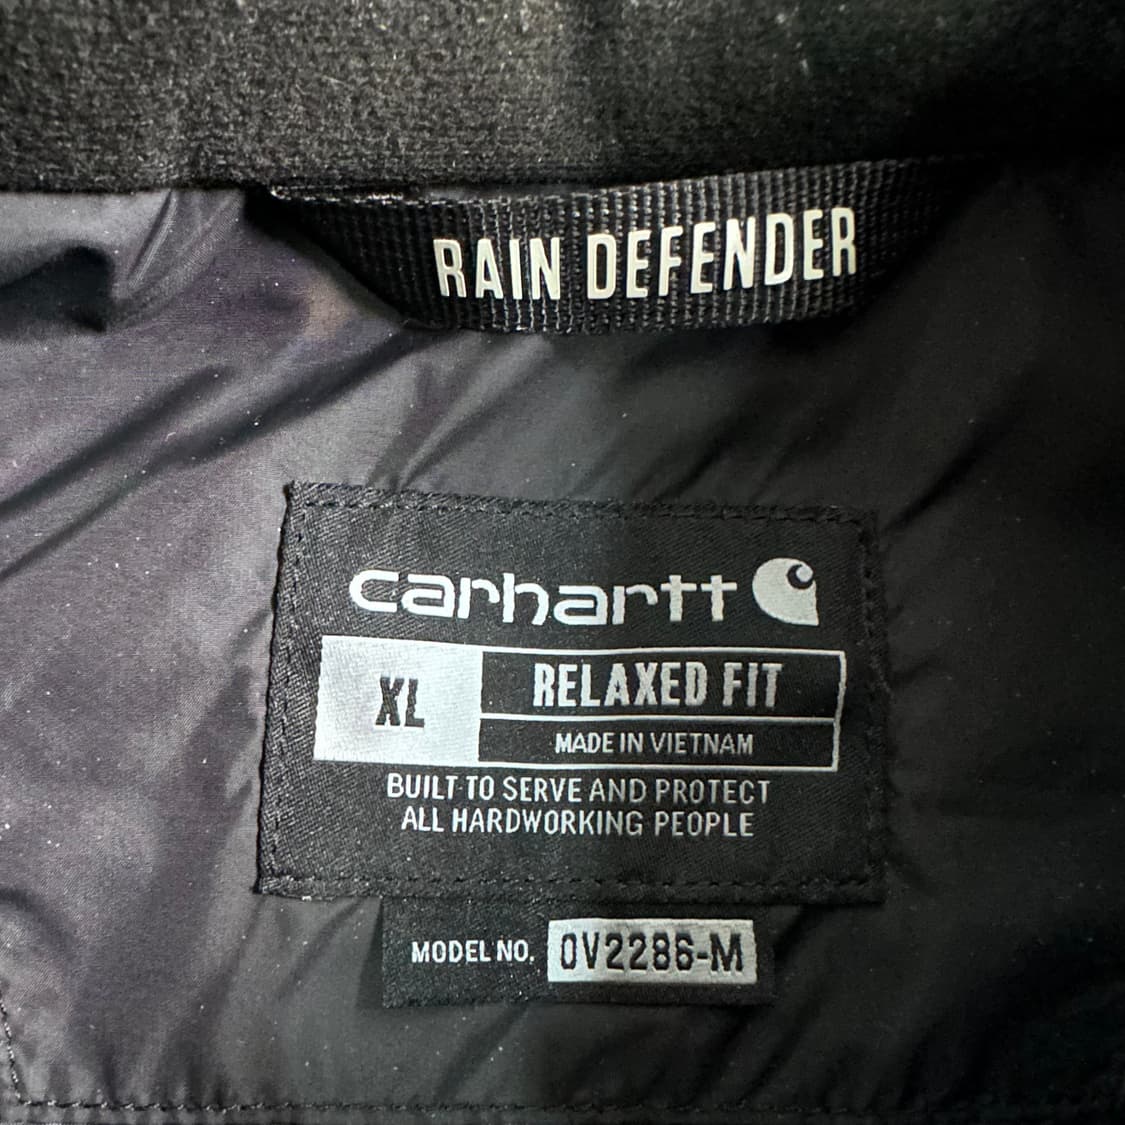 RAIN DEFENDER
carhartt
XL
RELAXED FIT
MADE IN VIETNAM
BUILT TO SERVE AND PROTECT
ALL HARDWORKING PEOPLE
MODEL NO. OV2286-M